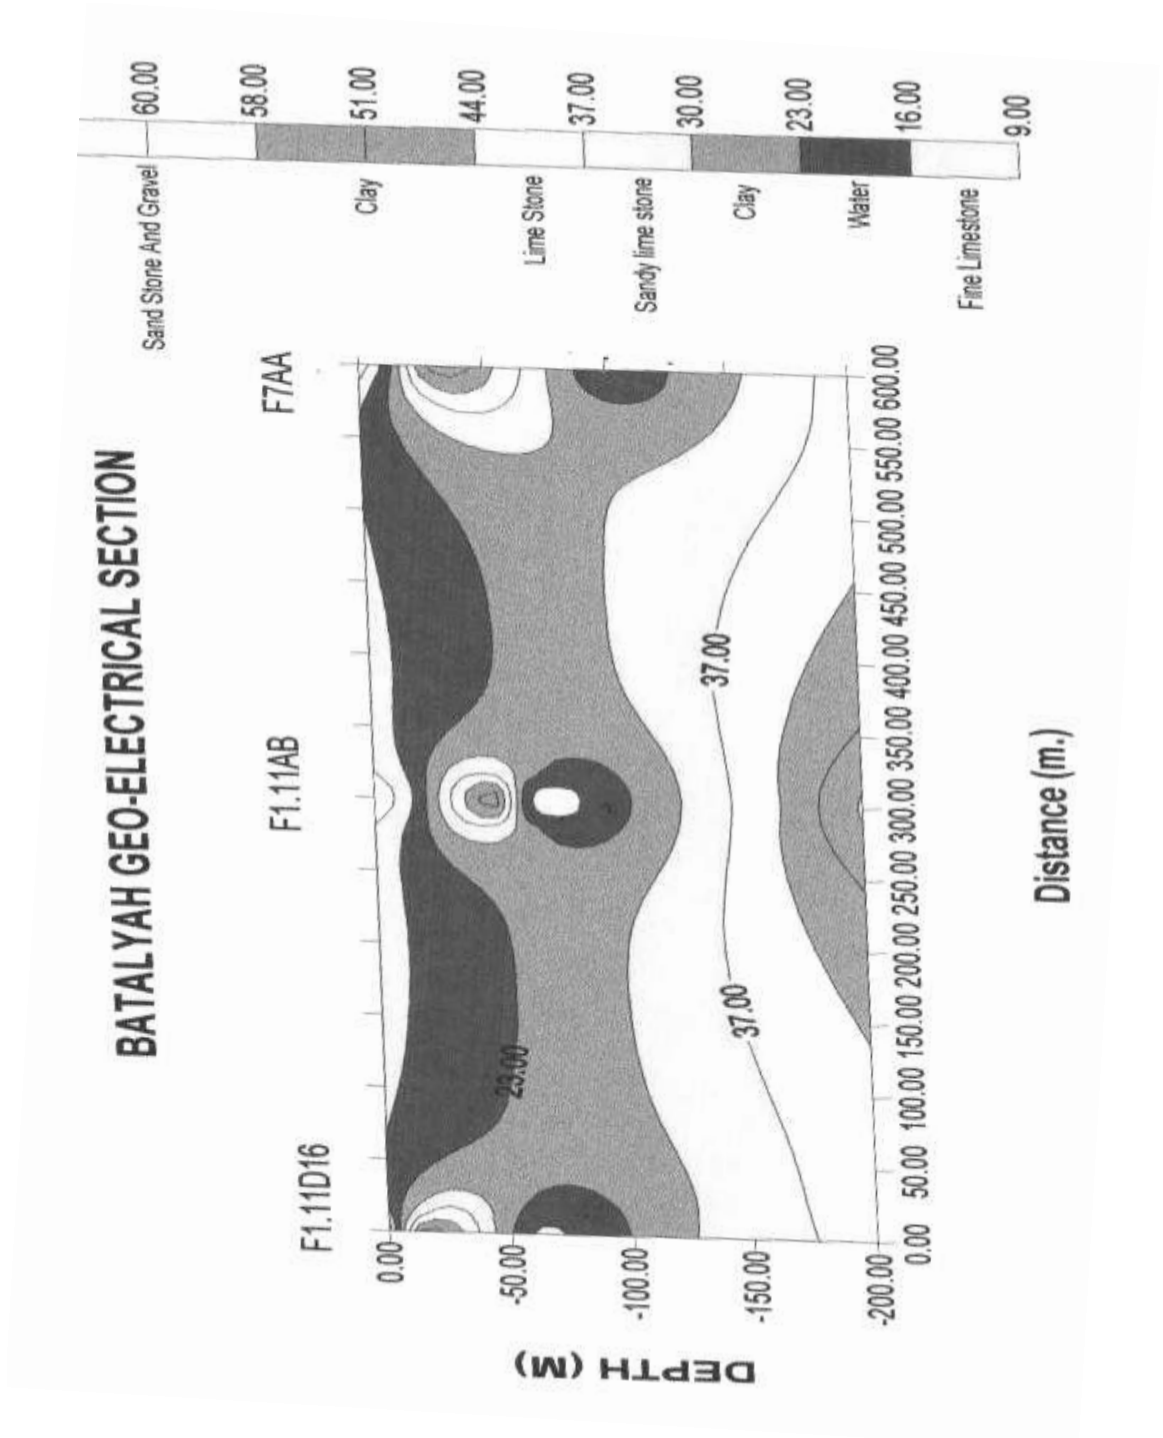 BATALYAH GEO-ELECTRICAL SECTION
F1.11D16
F1.11AB
F7AA
0.00
-50.00
-100.00
-150.00
-200.00
DEPTH (M)
23.00
37.00
37.00
0.00 50.00 100.00 150.00 200.00 250.00 300.00 350.00 400.00 450.00 500.00 550.00 600.00
Distance (m.)
Sand Stone And Gravel
Clay
Lime Stone
Sandy lime stone
Clay
Water
Fine Limestone
60.00
58.00
51.00
44.00
37.00
30.00
23.00
16.00
9.00